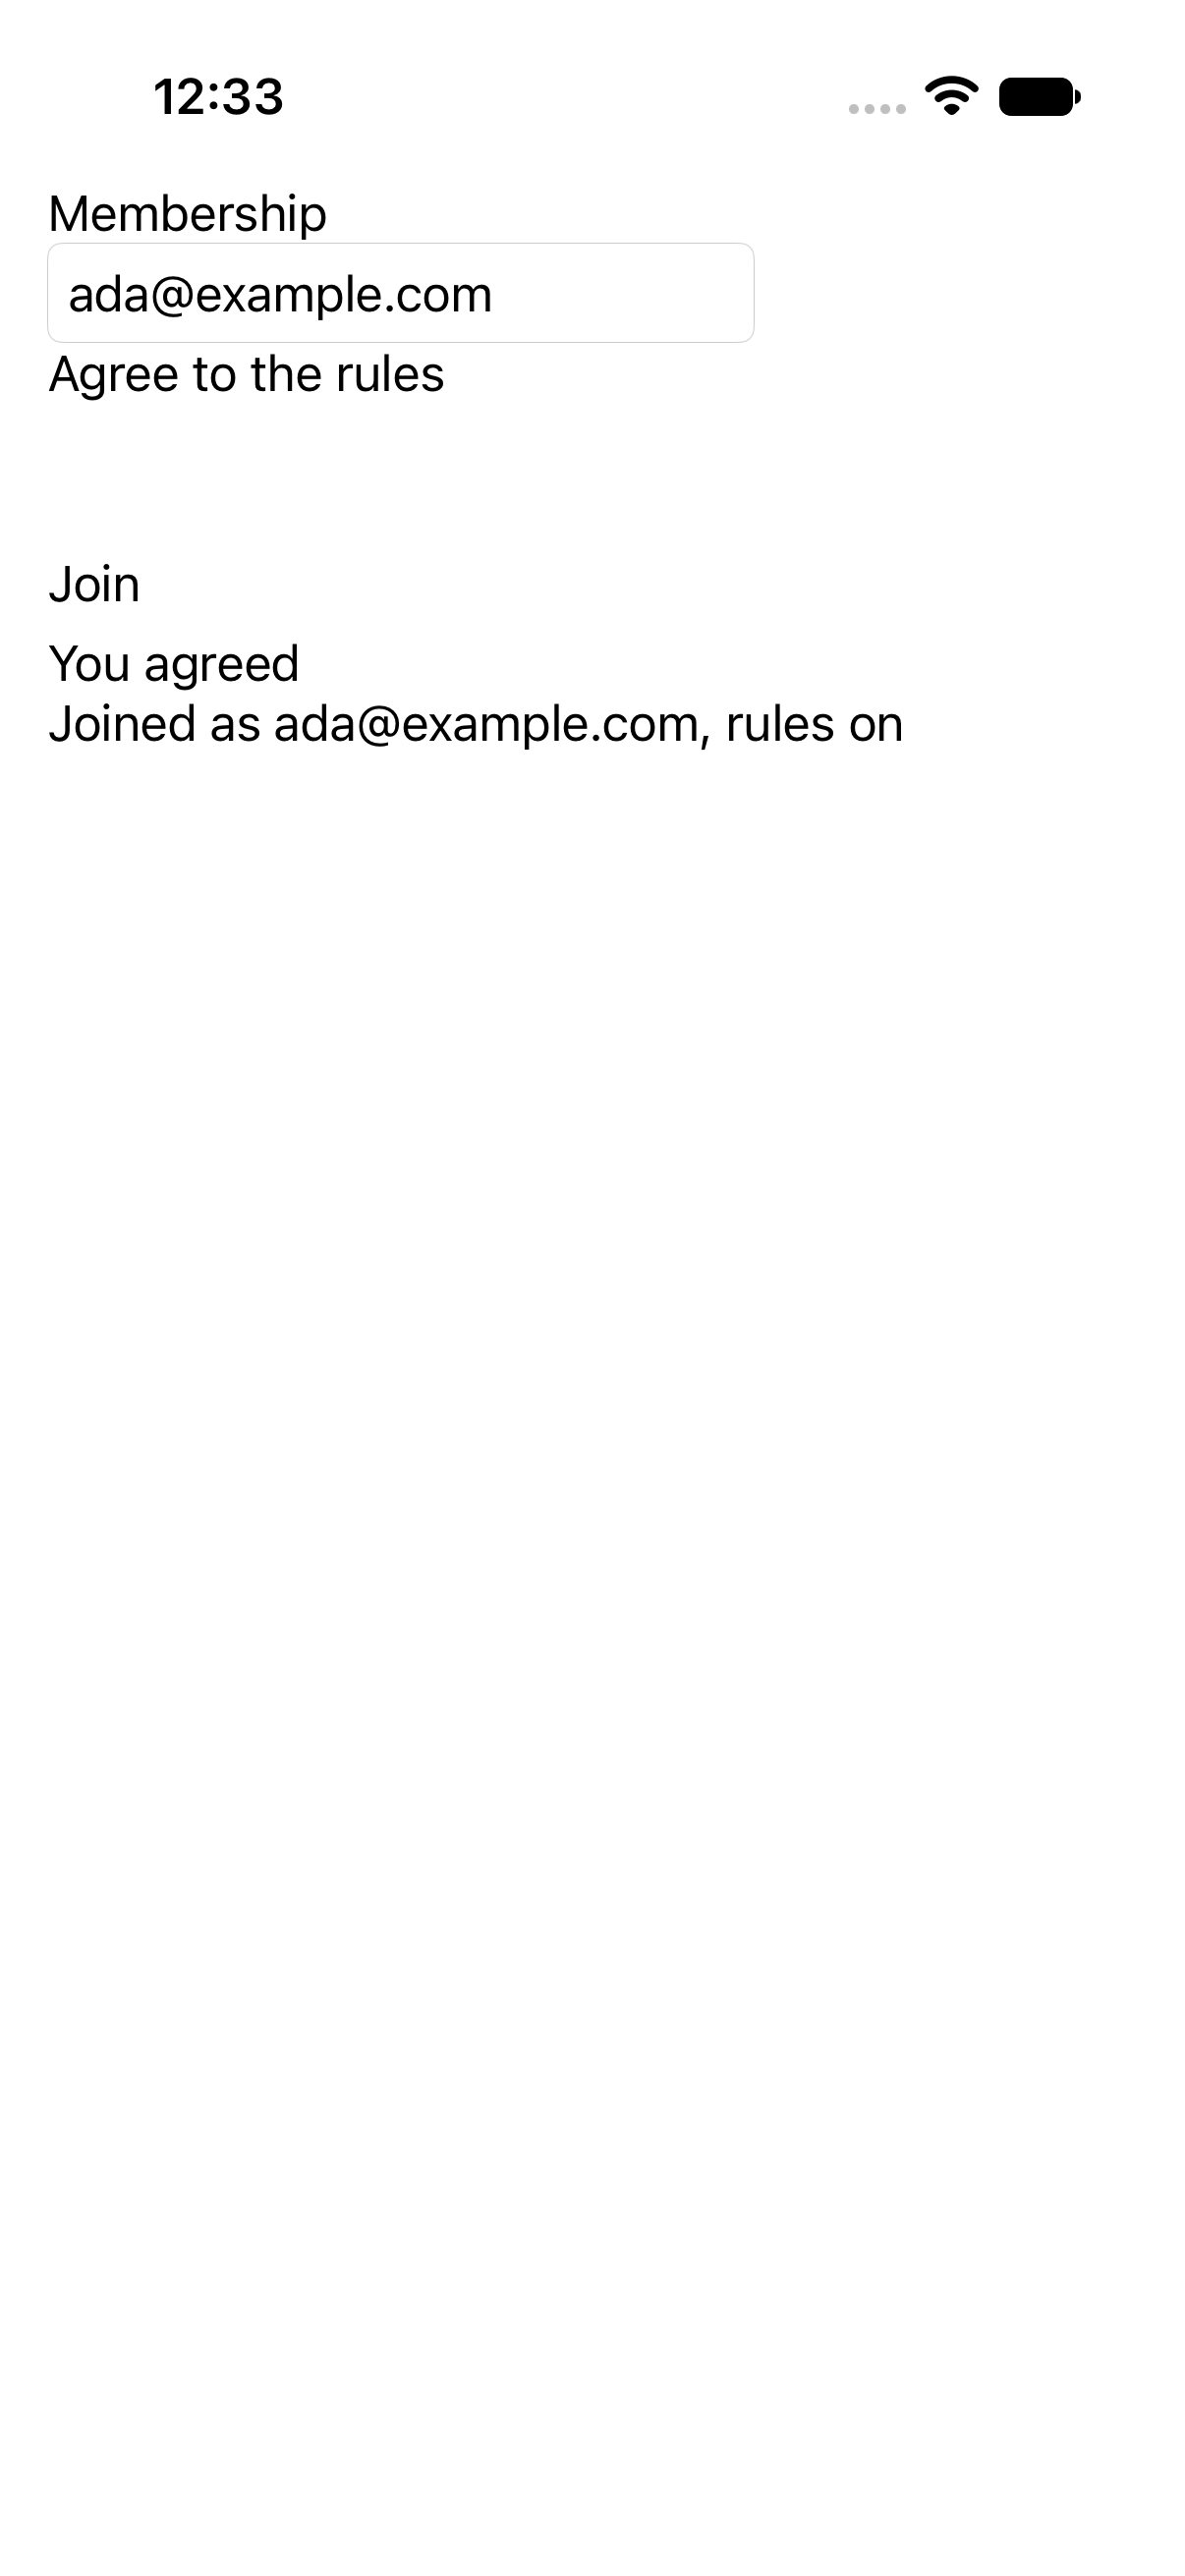 12:33
Membership
ada@example.com
Agree to the rules
Join
You agreed
Joined as ada@example.com, rules on